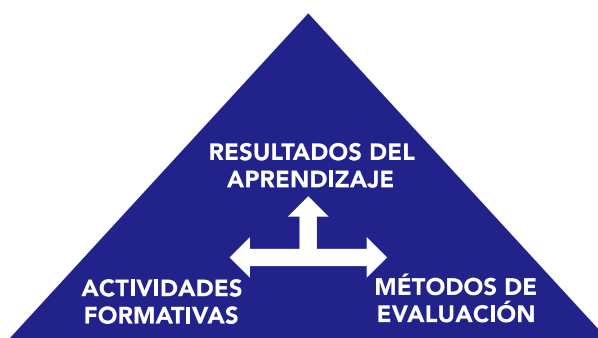 RESULTADOS DEL
APRENDIZAJE
ACTIVIDADES
FORMATIVAS
MÉTODOS DE
EVALUACIÓN